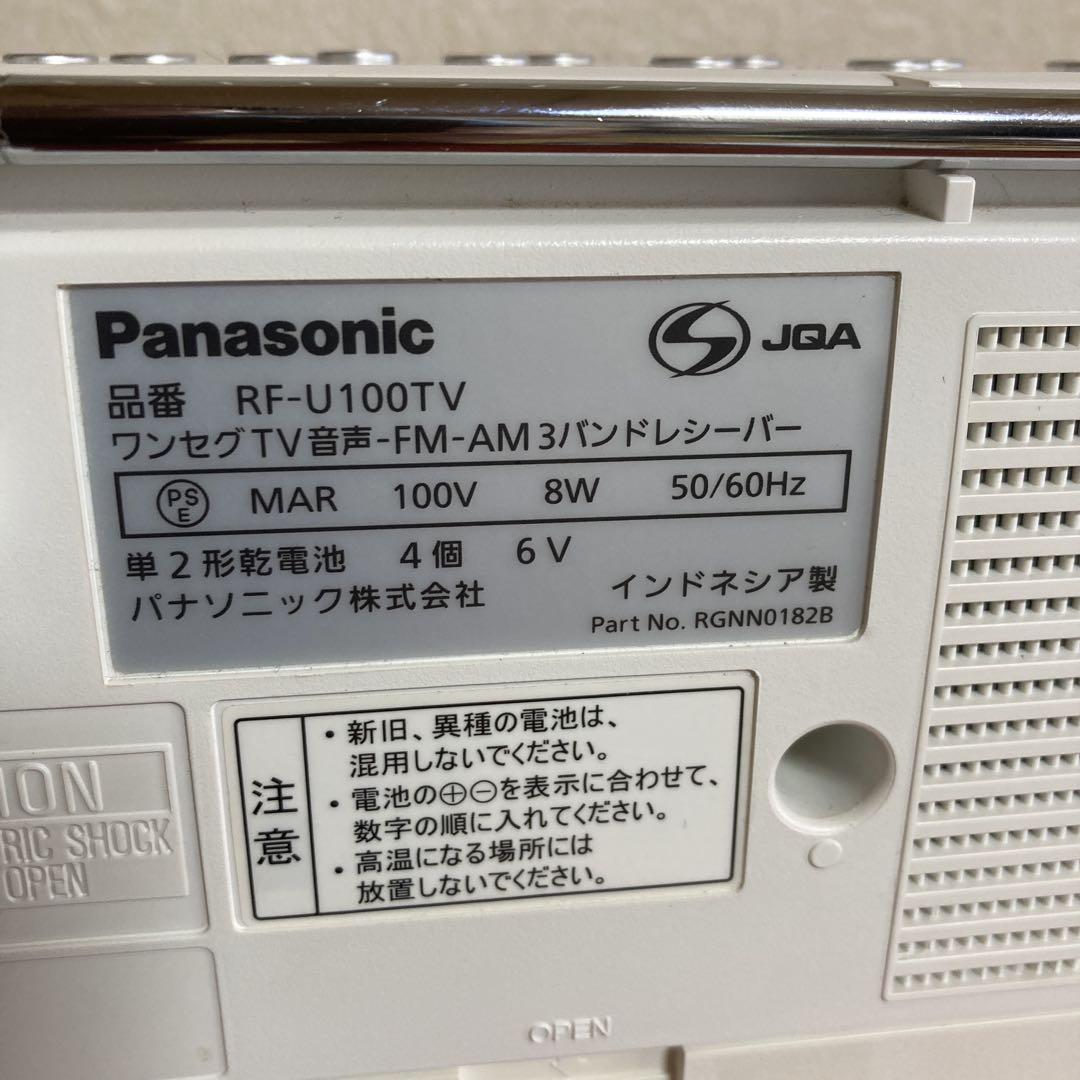 Panasonic
JQA
品番 RF-U100TV
ワンセグTV音声-FM-AM 3バンドレシーバー
PSE MAR 100V 8W 50/60Hz
単2形乾電池 4個 6V
パナソニック株式会社
インドネシア製
Part No. RGNN0182B
注意
・新旧、異種の電池は、
混用しないでください。
・電池の⊕⊖を表示に合わせて、
数字の順に入れてください。
・高温になる場所には
放置しないでください。
ION
RIC SHOCK
OPEN
OPEN